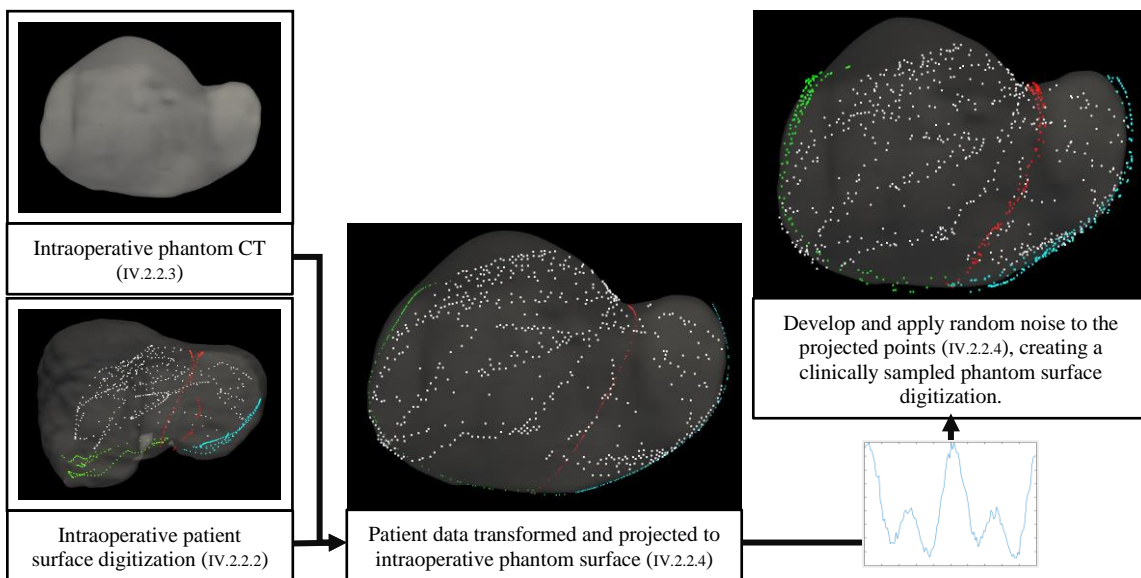 Intraoperative phantom CT
(IV.2.2.3)
Intraoperative patient
surface digitization (IV.2.2.2)
Patient data transformed and projected to
intraoperative phantom surface (IV.2.2.4)
Develop and apply random noise to the
projected points (IV.2.2.4), creating a
clinically sampled phantom surface
digitization.